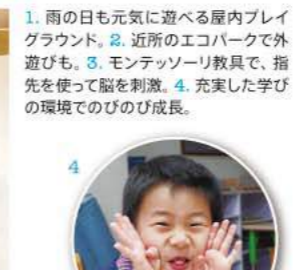 1. 雨の日も元気に遊べる屋内プレイ
グラウンド。2. 近所のエコパークで外
遊びも。3. モンテッソーリ教具で、指
先を使って脳を刺激。4. 充実した学び
の環境でのびのび成長。
4